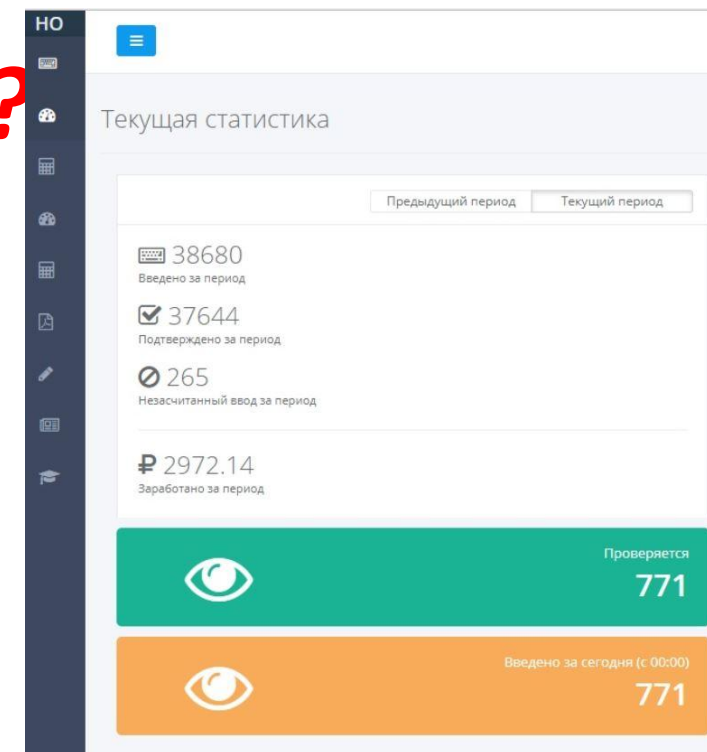 НО
?
Текущая статистика
Предыдущий период Текущий период
38680
Введено за период
37644
Подтверждено за период
265
Незасчитанный ввод за период
₽ 2972.14
Заработано за период
Проверяется
771
Введено за сегодня (с 00:00)
771